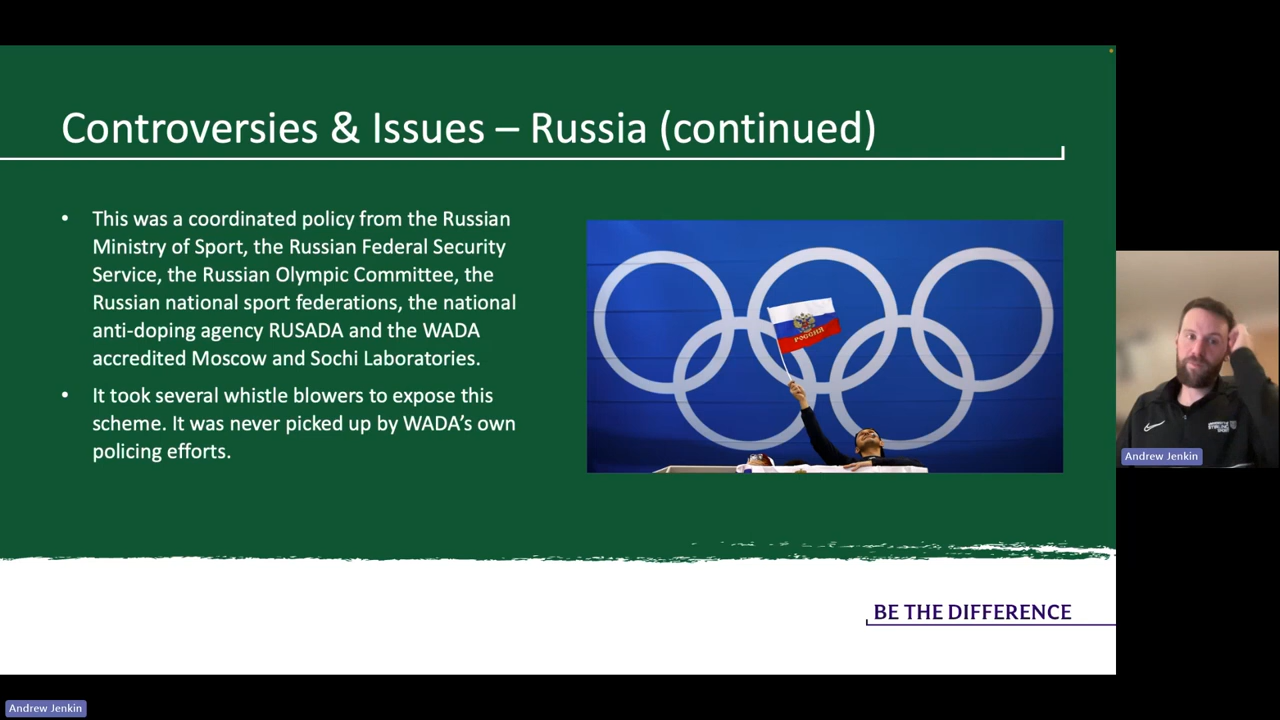 Controversies & Issues – Russia (continued)
• This was a coordinated policy from the Russian
Ministry of Sport, the Russian Federal Security
Service, the Russian Olympic Committee, the
Russian national sport federations, the national
anti-doping agency RUSADA and the WADA
accredited Moscow and Sochi Laboratories.
• It took several whistle blowers to expose this
scheme. It was never picked up by WADA’s own
policing efforts.
РОССИЯ
BE THE DIFFERENCE
Andrew Jenkin
Andrew Jenkin